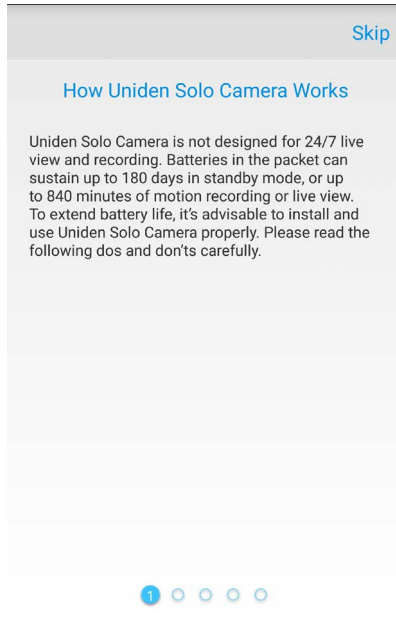 Skip
How Uniden Solo Camera Works
Uniden Solo Camera is not designed for 24/7 live
view and recording. Batteries in the packet can
sustain up to 180 days in standby mode, or up
to 840 minutes of motion recording or live view.
To extend battery life, it’s advisable to install and
use Uniden Solo Camera properly. Please read the
following dos and don’ts carefully.
1